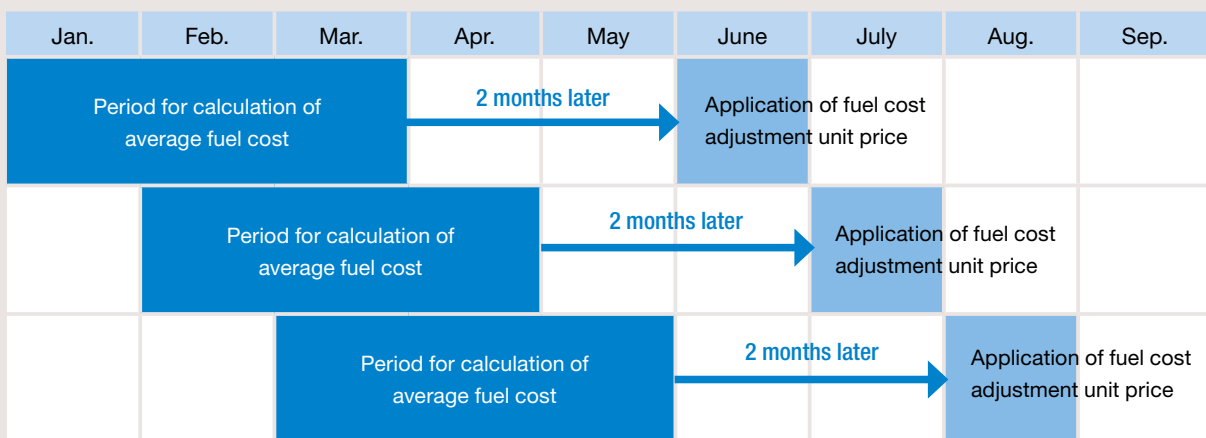 Jan. Feb. Mar. Apr. May June July Aug. Sep.
Period for calculation of
average fuel cost
2 months later
Application of fuel cost
adjustment unit price
Period for calculation of
average fuel cost
2 months later
Application of fuel cost
adjustment unit price
Period for calculation of
average fuel cost
2 months later
Application of fuel cost
adjustment unit price